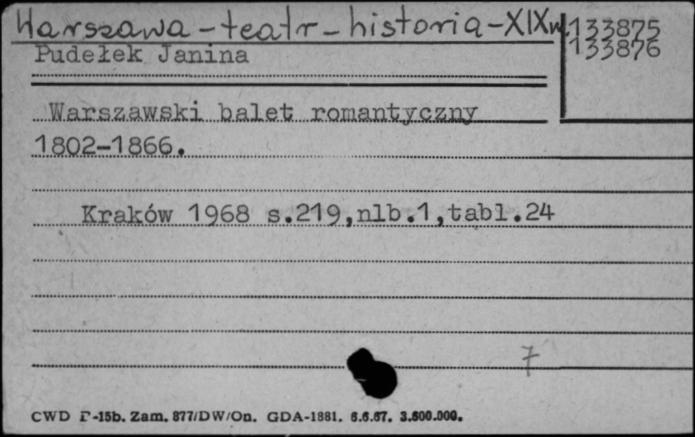 Warszawa - teatr - historia - XIX w.
133875
133876
Pudełek Janina
Warszawski balet romantyczny
1802-1866.
Kraków 1968 s.219,nlb.1,tabl.24
7
CWD F-15b. Zam. 877/DW/On. GDA-1881. 6.6.67. 3.500.000.